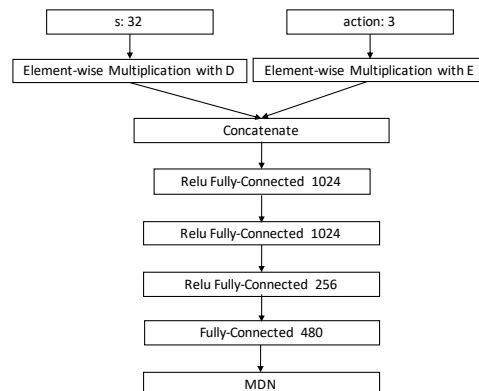 s: 32
action: 3
Element-wise Multiplication with D
Element-wise Multiplication with E
Concatenate
Relu Fully-Connected 1024
Relu Fully-Connected 1024
Relu Fully-Connected 256
Fully-Connected 480
MDN